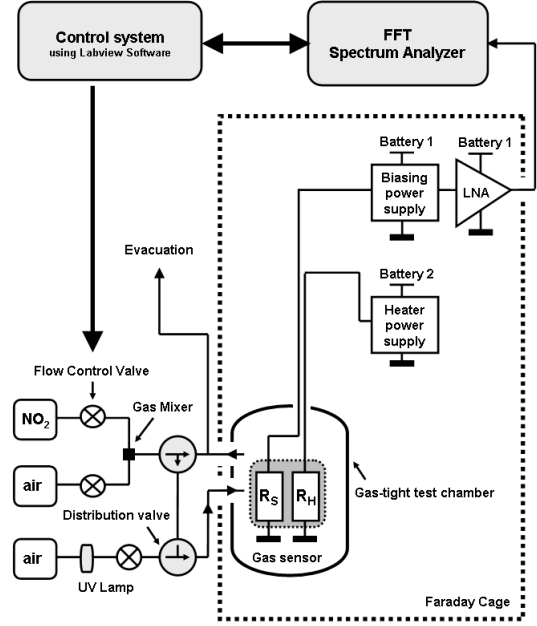 Control system
using Labview Software
FFT
Spectrum Analyzer
Battery 1
Battery 1
Biasing
power
supply
LNA
Evacuation
Battery 2
Heater
power
supply
Flow Control Valve
NO2
Gas Mixer
air
Distribution valve
RS
RH
Gas-tight test chamber
air
Gas sensor
UV Lamp
Faraday Cage